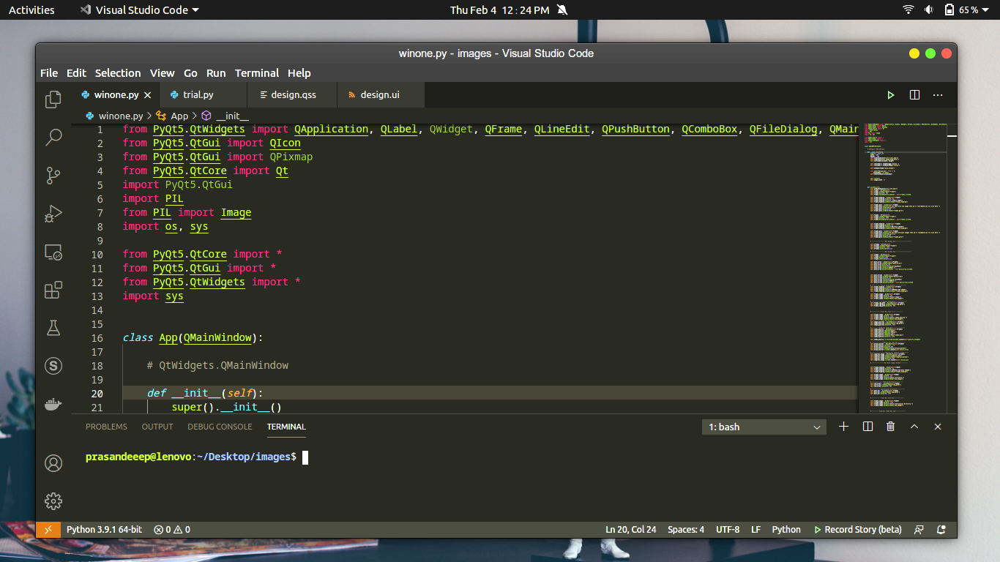 Activities Visual Studio Code Thu Feb 4 12:24 PM 65%
winone.py - images - Visual Studio Code
File Edit Selection View Go Run Terminal Help
winone.py trial.py design.qss design.ui
winone.py > App > __init__
1 from PyQt5.QtWidgets import QApplication, QLabel, QWidget, QFrame, QLineEdit, QPushButton, QComboBox, QFileDialog, QMain
2 from PyQt5.QtGui import QIcon
3 from PyQt5.QtGui import QPixmap
4 from PyQt5.QtCore import Qt
5 import PyQt5.QtGui
6 import PIL
7 from PIL import Image
8 import os, sys
9
10 from PyQt5.QtCore import *
11 from PyQt5.QtGui import *
12 from PyQt5.QtWidgets import *
13 import sys
14
15
16 class App(QMainWindow):
17
18 # QtWidgets.QMainWindow
19
20 def __init__(self):
21 super().__init__()
PROBLEMS OUTPUT DEBUG CONSOLE TERMINAL 1: bash
prasandeeep@lenovo:~/Desktop/images$
Python 3.9.1 64-bit 0 0 Ln 20, Col 24 Spaces: 4 UTF-8 LF Python Record Story (beta)